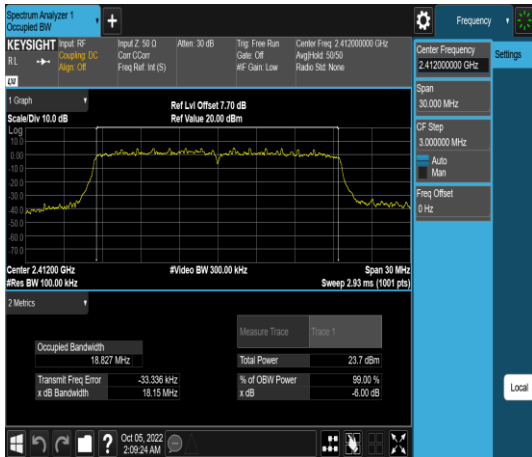 Spectrum Analyzer 1
Occupied BW
Frequency
KEYSIGHT
Input: RF
Coupling: DC
Align: Off
Input Z: 50 Ω
Corr CCorr
Freq Ref: Int (S)
Atten: 30 dB
Trig: Free Run
Gate: Off
#IF Gain: Low
Center Freq: 2.412000000 GHz
Avg|Hold: 50/50
Radio Std: None
RL
LXI
Center Frequency
2.412000000 GHz
Settings
Span
30.000 MHz
CF Step
3.000000 MHz
Auto
Man
Freq Offset
0 Hz
Local
1 Graph
Scale/Div 10.0 dB
Ref Lvl Offset 7.70 dB
Ref Value 20.00 dBm
Log
10.0
0.00
-10.0
-20.0
-30.0
-40.0
-50.0
-60.0
-70.0
Center 2.41200 GHz
#Res BW 100.00 kHz
#Video BW 300.00 kHz
Span 30 MHz
Sweep 2.93 ms (1001 pts)
2 Metrics
Measure Trace
Trace 1
Occupied Bandwidth
18.827 MHz
Total Power
23.7 dBm
Transmit Freq Error
-33.336 kHz
% of OBW Power
99.00 %
x dB Bandwidth
18.15 MHz
x dB
-6.00 dB
Oct 05, 2022
2:09:24 AM